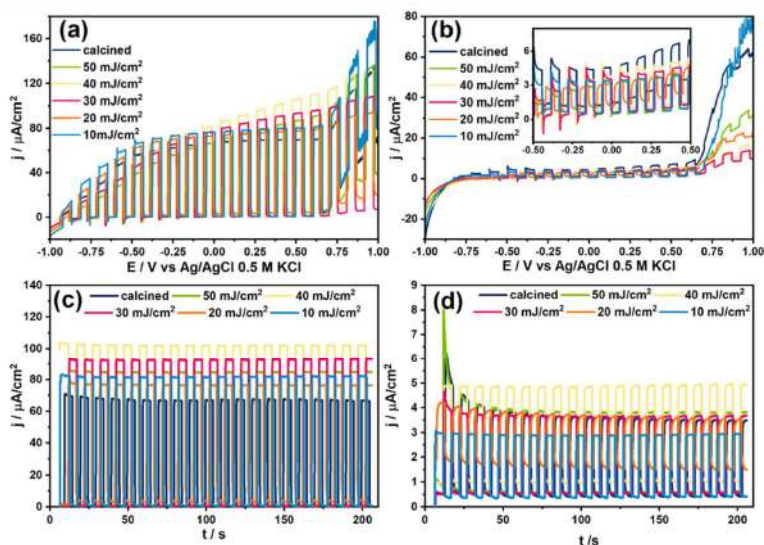 (a)
calcined
50 mJ/cm²
40 mJ/cm²
30 mJ/cm²
20 mJ/cm²
10mJ/cm²
160
120
80
40
0
j / µA/cm²
-1.00 -0.75 -0.50 -0.25 0.00 0.25 0.50 0.75 1.00
E / V vs Ag/AgCl 0.5 M KCl
(b)
calcined
50 mJ/cm²
40 mJ/cm²
30 mJ/cm²
20 mJ/cm²
10 mJ/cm²
80
60
40
20
0
-20
j / µA/cm²
6
3
0
-0.50 -0.25 0.00 0.25 0.50
-1.00 -0.75 -0.50 -0.25 0.00 0.25 0.50 0.75 1.00
E / V vs Ag/AgCl 0.5 M KCl
(c)
calcined 50 mJ/cm² 40 mJ/cm²
30 mJ/cm² 20 mJ/cm² 10 mJ/cm²
140
120
100
80
60
40
20
0
j / µA/cm²
0 50 100 150 200
t / s
(d)
calcined 50 mJ/cm² 40 mJ/cm²
30 mJ/cm² 20 mJ/cm² 10 mJ/cm²
9
8
7
6
5
4
3
2
1
0
j / µA/cm²
0 50 100 150 200
t / s